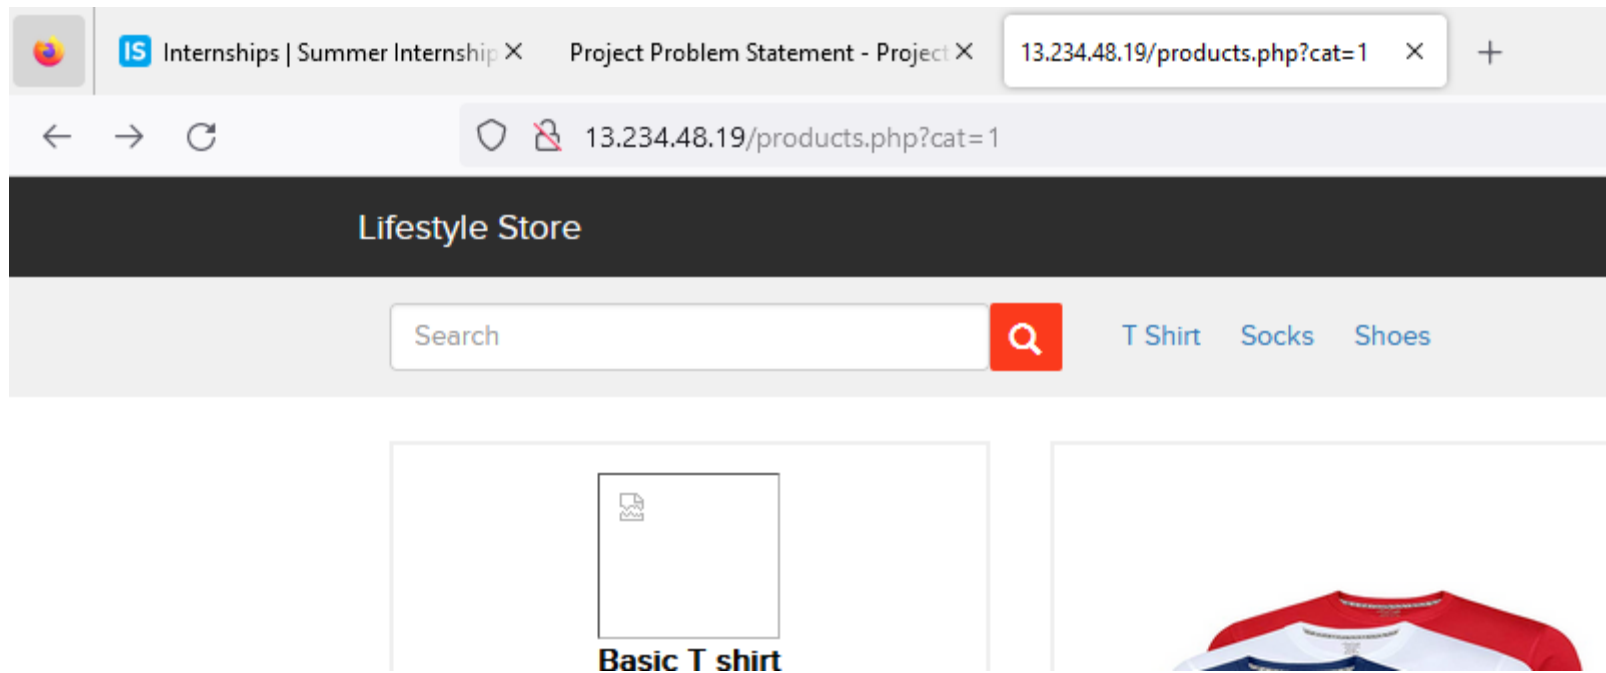 IS Internships | Summer Internship
Project Problem Statement - Project
13.234.48.19/products.php?cat=1
13.234.48.19/products.php?cat=1
Lifestyle Store
Search
T Shirt Socks Shoes
Basic T shirt